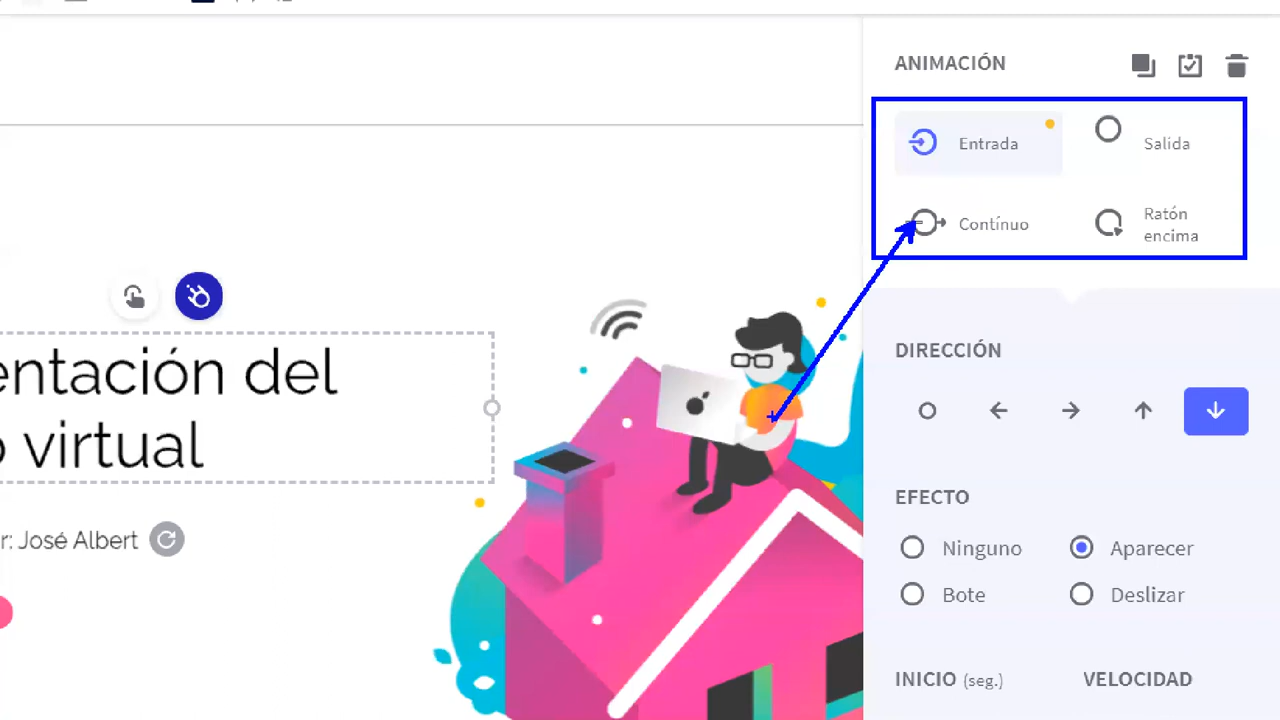 ANIMACIÓN
Entrada
Salida
Contínuo
Ratón
encima
entación del
o virtual
r: José Albert
DIRECCIÓN
EFECTO
Ninguno
Aparecer
Bote
Deslizar
INICIO (seg.)
VELOCIDAD